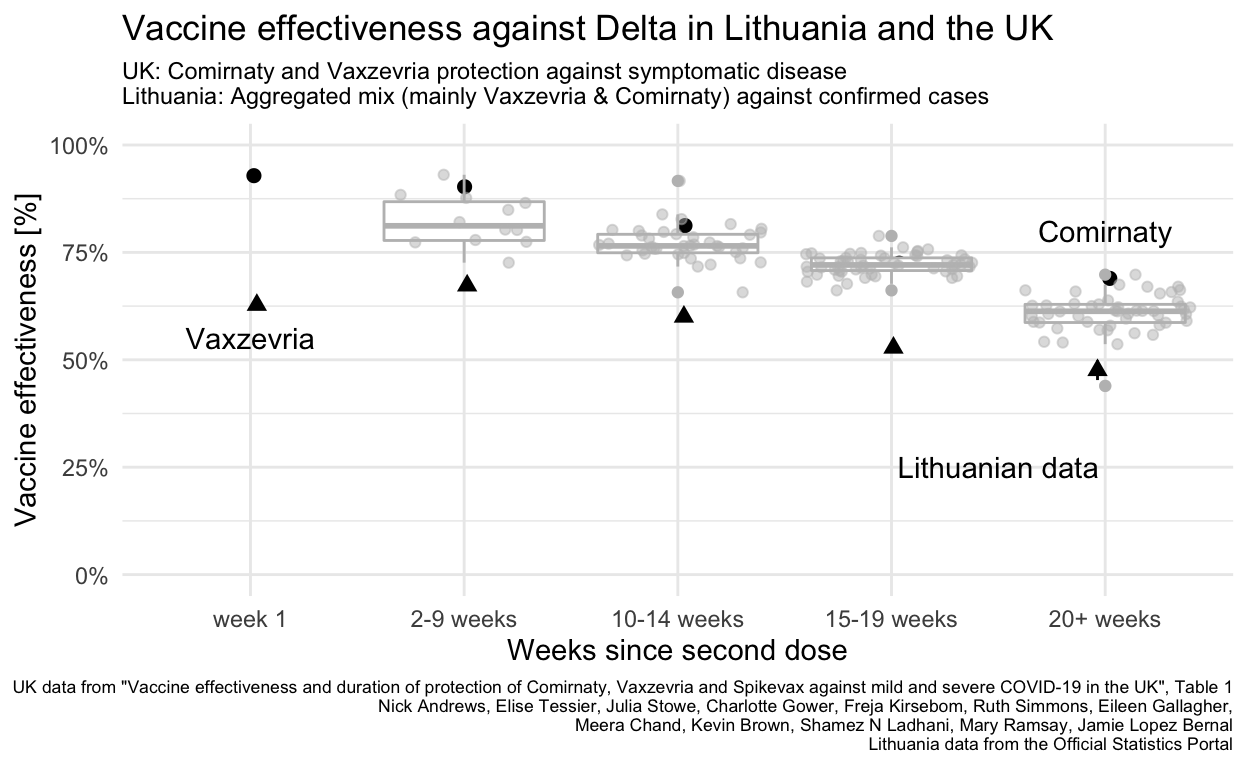 Vaccine effectiveness against Delta in Lithuania and the UK
UK: Comirnaty and Vaxzevria protection against symptomatic disease
Lithuania: Aggregated mix (mainly Vaxzevria & Comirnaty) against confirmed cases
Vaccine effectiveness [%]
100%
75%
50%
25%
0%
Comirnaty
Vaxzevria
Lithuanian data
week 1
2-9 weeks
10-14 weeks
15-19 weeks
20+ weeks
Weeks since second dose
UK data from "Vaccine effectiveness and duration of protection of Comirnaty, Vaxzevria and Spikevax against mild and severe COVID-19 in the UK", Table 1
Nick Andrews, Elise Tessier, Julia Stowe, Charlotte Gower, Freja Kirsebom, Ruth Simmons, Eileen Gallagher,
Meera Chand, Kevin Brown, Shamez N Ladhani, Mary Ramsay, Jamie Lopez Bernal
Lithuania data from the Official Statistics Portal